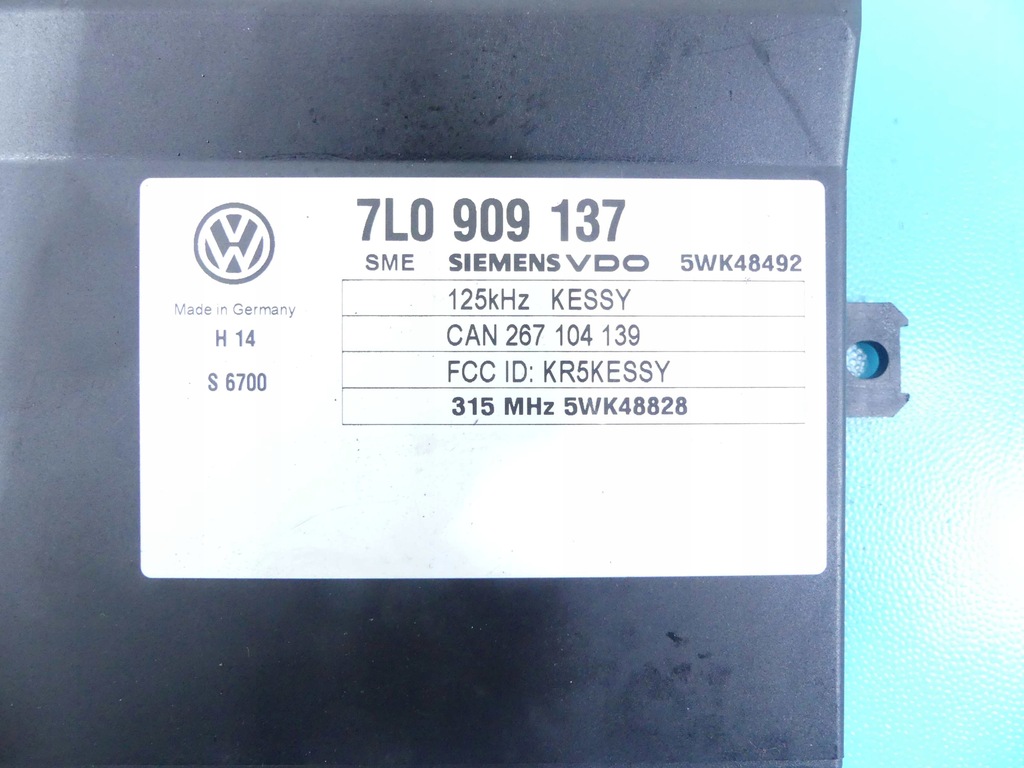 7L0 909 137
SME SIEMENS VDO 5WK48492
125kHz KESSY
CAN 267 104 139
FCC ID: KR5KESSY
315 MHz 5WK48828
VW
Made in Germany
H 14
S 6700